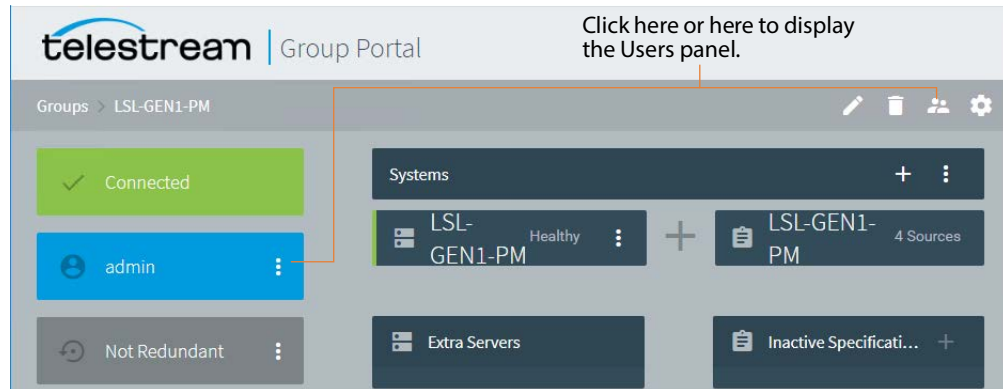 telestream | Group Portal
Click here or here to display
the Users panel.
Groups > LSL-GEN1-PM
Connected
Systems
LSL-
GEN1-PM
Healthy
LSL-GEN1-
PM
4 Sources
admin
Not Redundant
Extra Servers
Inactive Specificati...